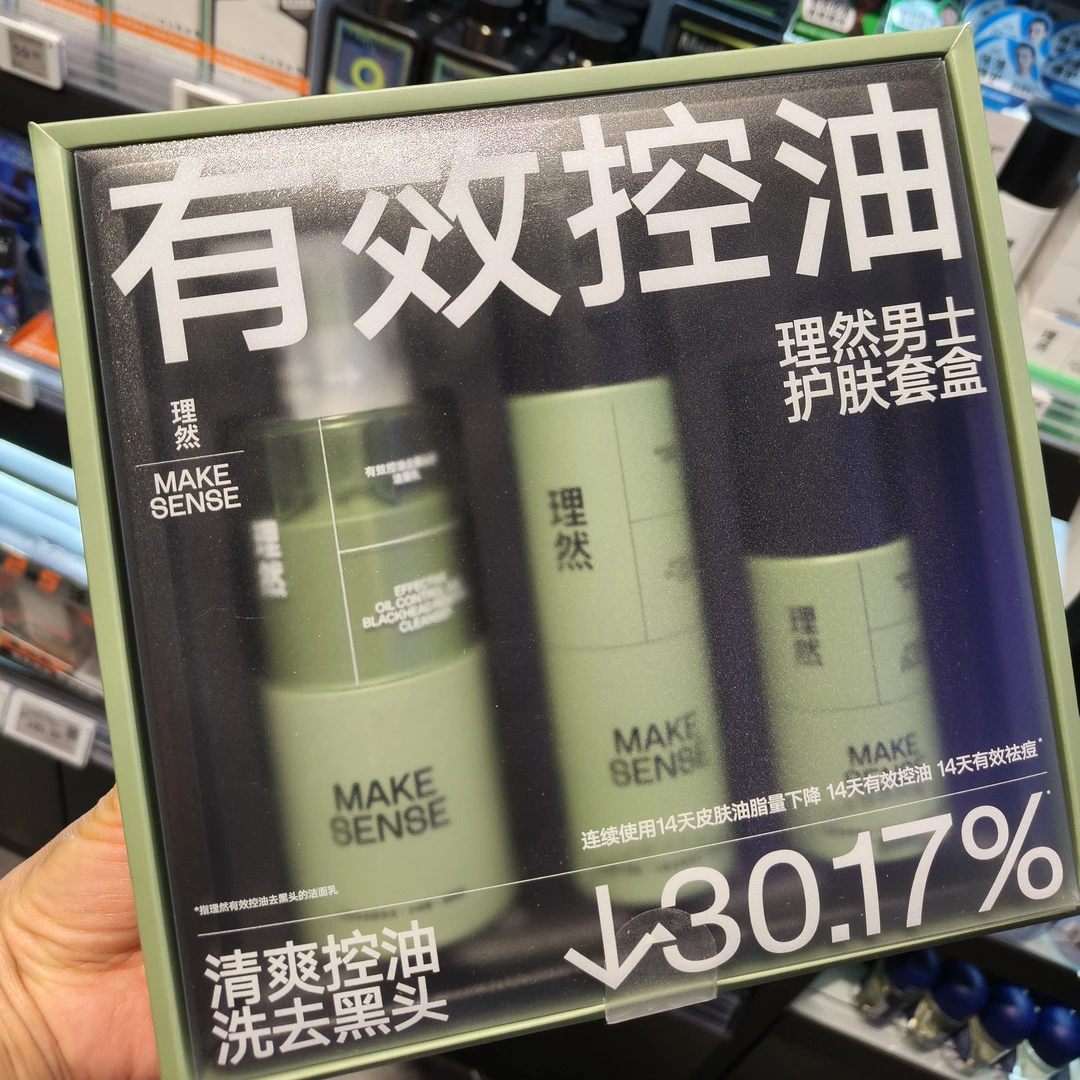 有效控油
理然男士
护肤套盒
理然
MAKE
SENSE
理然
EFFECTIVE
OIL CONTROL
BLACKHEAD
CLEANSER
MAKE
SENSE
理然
MAKE
SENSE
理然
MAKE
SENSE
连续使用14天皮肤油脂量下降 14天有效控油 14天有效祛痘*
↓30.17%*
*指理然有效控油去黑头的洁面乳
清爽控油
洗去黑头